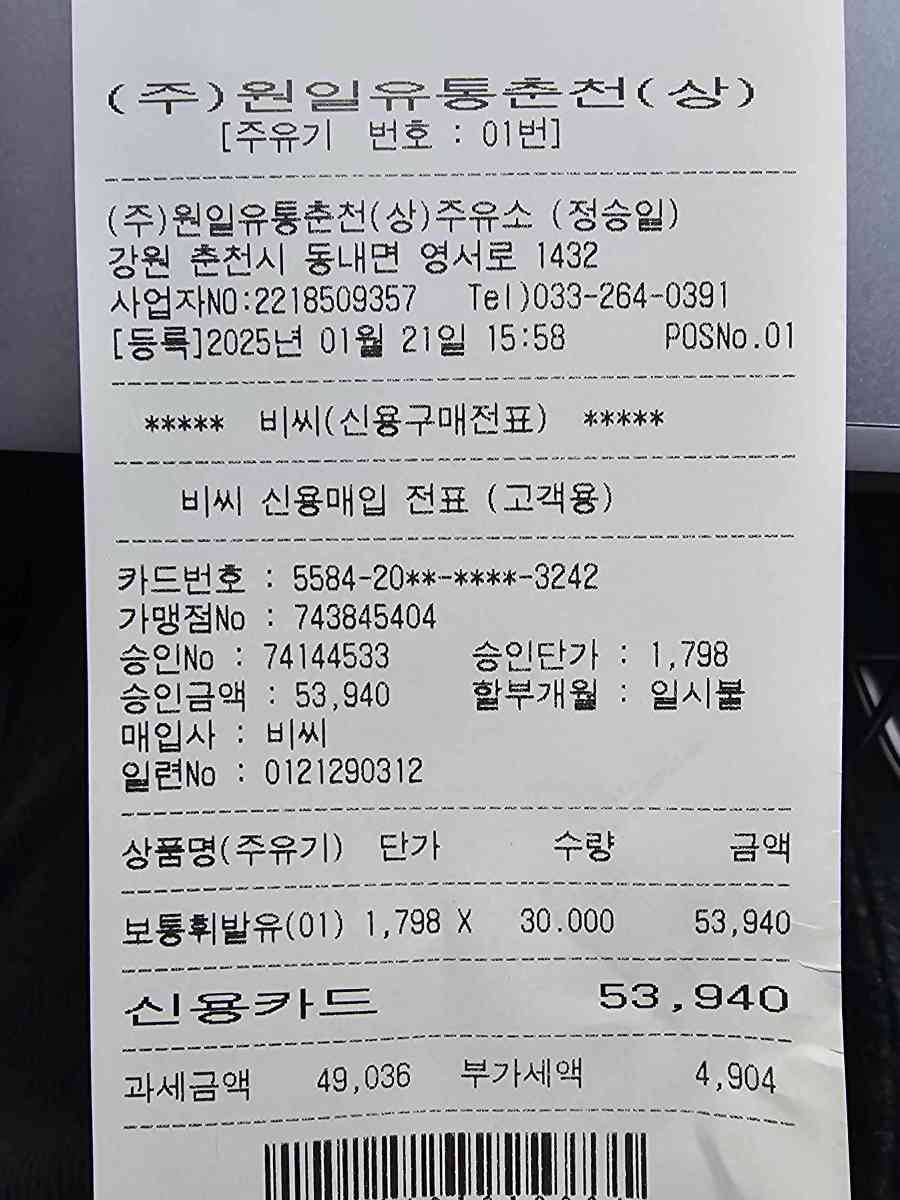 (주)원일유통춘천(상)
[주유기 번호 : 01번]
(주)원일유통춘천(상)주유소 (정승일)
강원 춘천시 동내면 영서로 1432
사업자NO:2218509357 Tel)033-264-0391
[등록]2025년 01월 21일 15:58 POSNo.01
***** 비씨(신용구매전표) *****
비씨 신용매입 전표 (고객용)
카드번호 : 5584-20**-****-3242
가맹점No : 743845404
승인No : 74144533 승인단가 : 1,798
승인금액 : 53,940 할부개월 : 일시불
매입사 : 비씨
일련No : 0121290312
상품명(주유기) 단가 수량 금액
보통휘발유(01) 1,798 X 30.000 53,940
신용카드 53,940
과세금액 49,036 부가세액 4,904